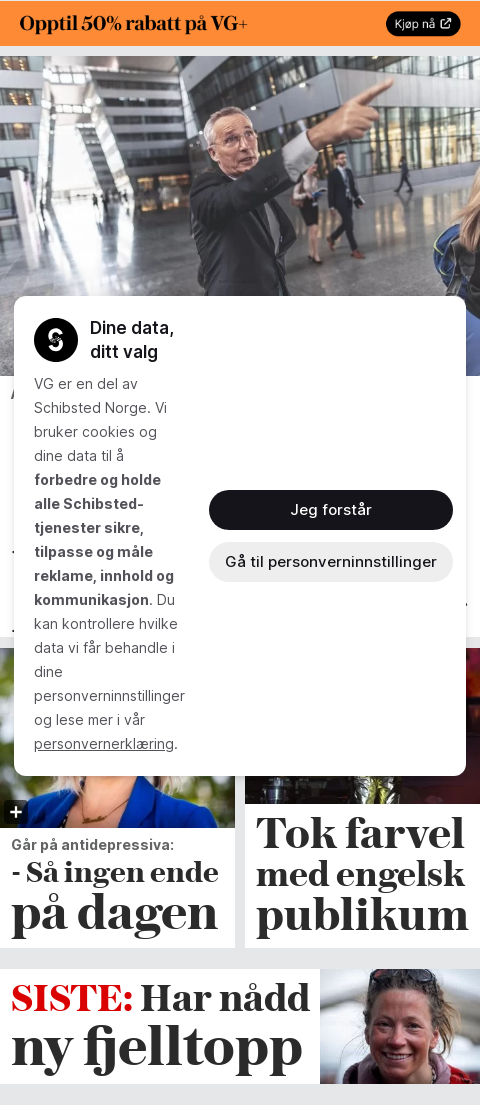 Opptil 50% rabatt på VG+
Kjøp nå
Dine data,
ditt valg
VG er en del av
Schibsted Norge. Vi
bruker cookies og
dine data til å
forbedre og holde
alle Schibsted-
tjenester sikre,
tilpasse og måle
reklame, innhold og
kommunikasjon. Du
kan kontrollere hvilke
data vi får behandle i
dine
personverninnstillinger
og lese mer i vår
personvernerklæring.
Jeg forstår
Gå til personverninnstillinger
Går på antidepressiva:
- Så ingen ende
på dagen
Tok farvel
med engelsk
publikum
SISTE: Har nådd
ny fjelltopp